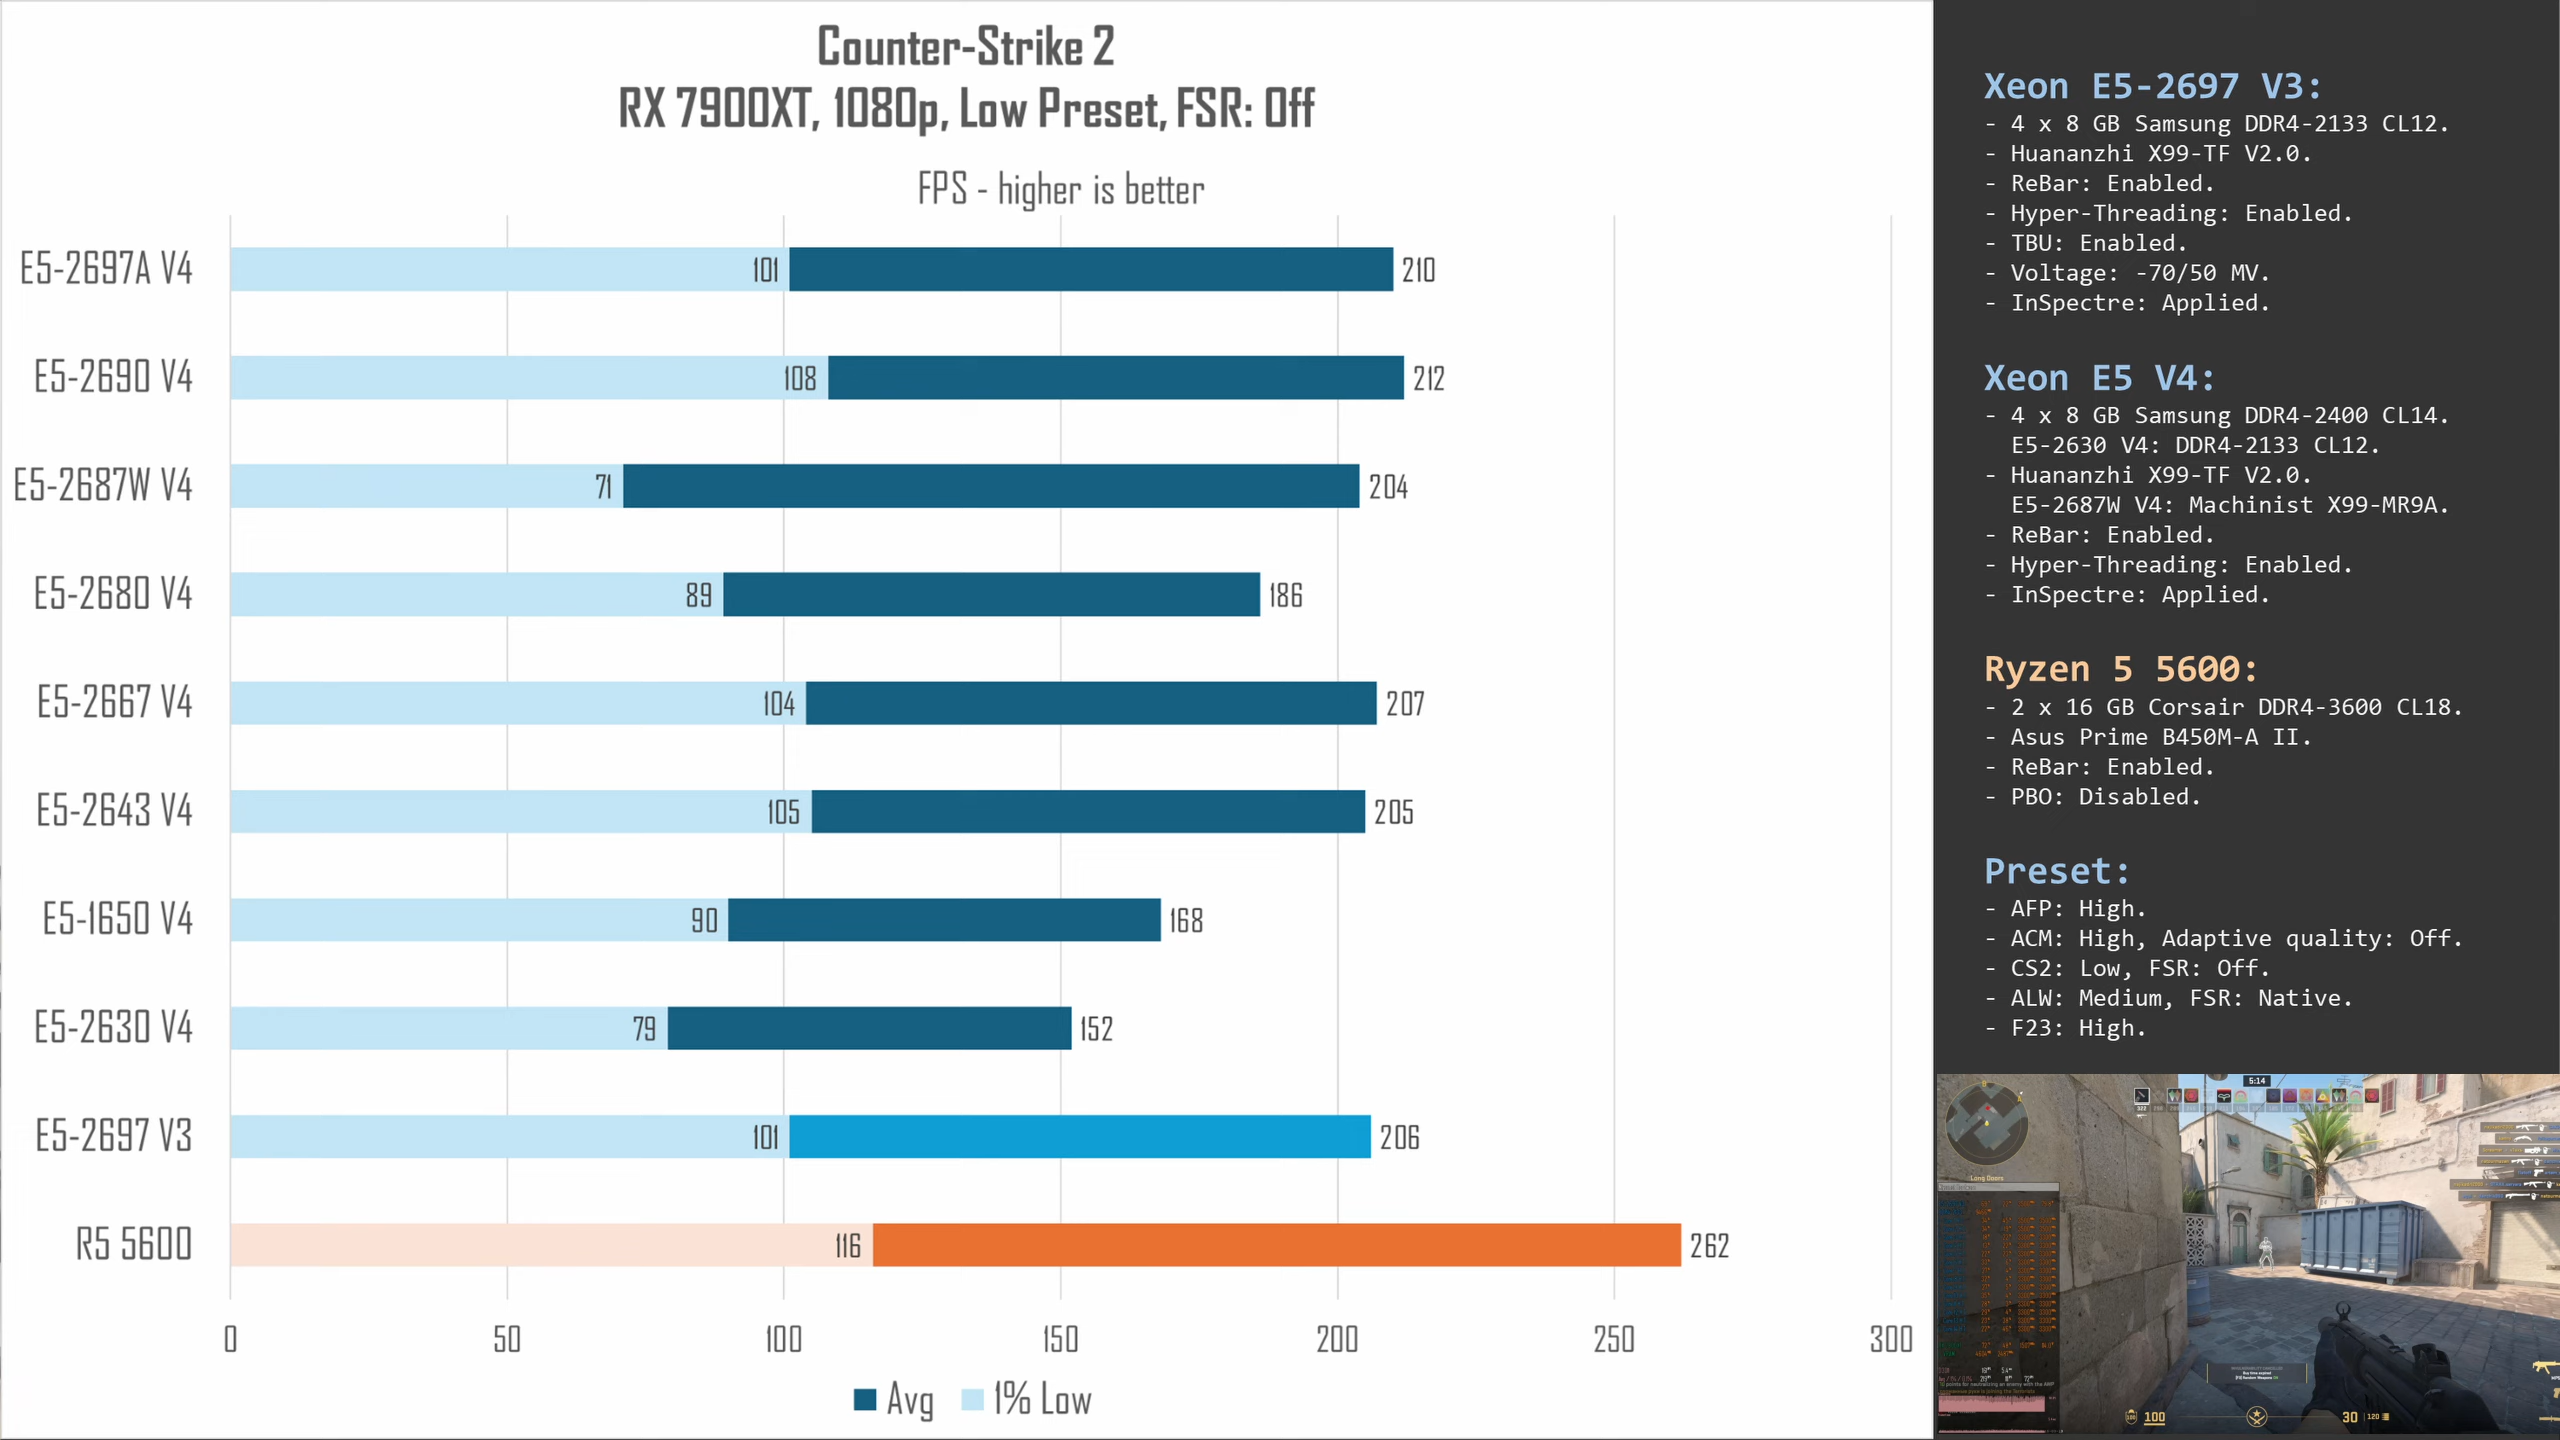 Counter-Strike 2
RX 7900XT, 1080p, Low Preset, FSR: Off
FPS - higher is better
E5-2697A V4 101 210
E5-2690 V4 108 212
E5-2687W V4 71 204
E5-2680 V4 89 186
E5-2667 V4 104 207
E5-2643 V4 105 205
E5-1650 V4 90 168
E5-2630 V4 79 152
E5-2697 V3 101 206
R5 5600 116 262
0 50 100 150 200 250 300
Avg 1% Low
Xeon E5-2697 V3:
- 4 x 8 GB Samsung DDR4-2133 CL12.
- Huananzhi X99-TF V2.0.
- ReBar: Enabled.
- Hyper-Threading: Enabled.
- TBU: Enabled.
- Voltage: -70/50 MV.
- InSpectre: Applied.
Xeon E5 V4:
- 4 x 8 GB Samsung DDR4-2400 CL14.
E5-2630 V4: DDR4-2133 CL12.
- Huananzhi X99-TF V2.0.
E5-2687W V4: Machinist X99-MR9A.
- ReBar: Enabled.
- Hyper-Threading: Enabled.
- InSpectre: Applied.
Ryzen 5 5600:
- 2 x 16 GB Corsair DDR4-3600 CL18.
- Asus Prime B450M-A II.
- ReBar: Enabled.
- PBO: Disabled.
Preset:
- AFP: High.
- ACM: High, Adaptive quality: Off.
- CS2: Low, FSR: Off.
- ALW: Medium, FSR: Native.
- F23: High.
5:14
Long Doors
100
30 120